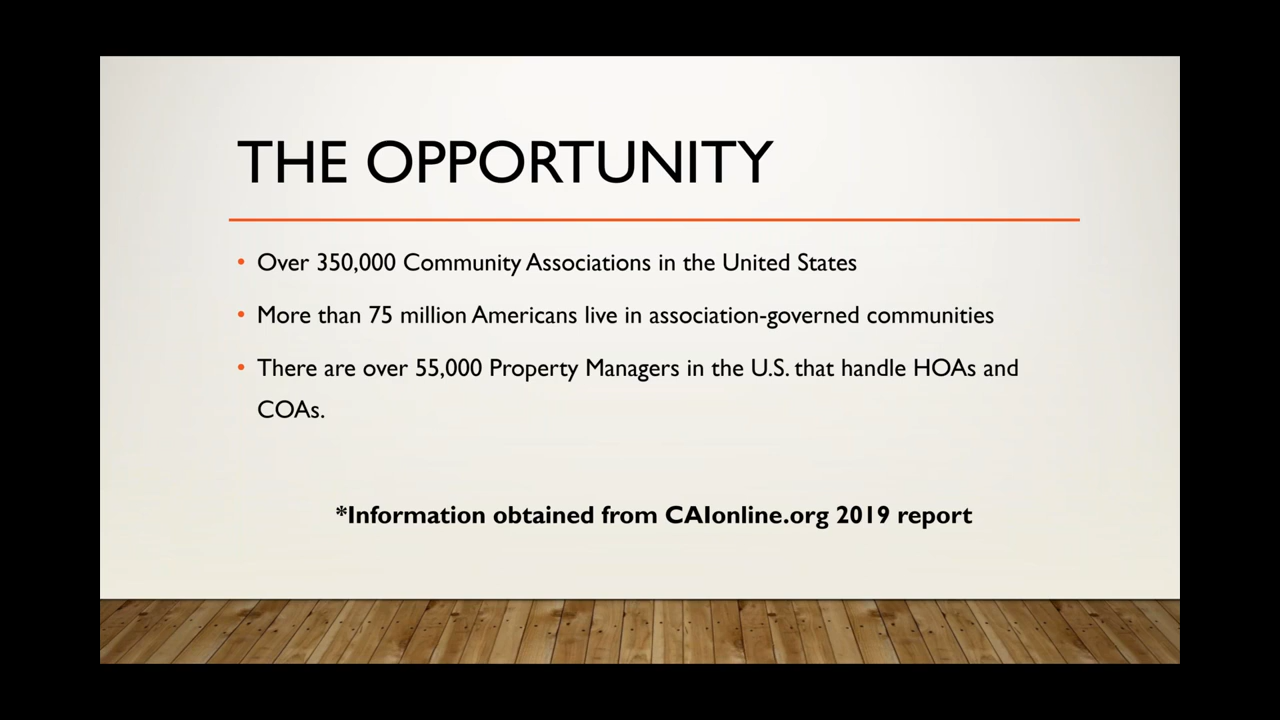 THE OPPORTUNITY
• Over 350,000 Community Associations in the United States
• More than 75 million Americans live in association-governed communities
• There are over 55,000 Property Managers in the U.S. that handle HOAs and
COAs.
*Information obtained from CAIonline.org 2019 report